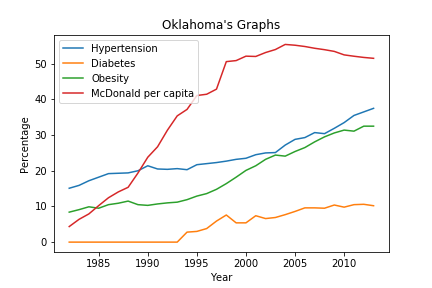 Oklahoma's Graphs
Hypertension
Diabetes
Obesity
McDonald per capita
Percentage
50
40
30
20
10
0
1985 1990 1995 2000 2005 2010
Year